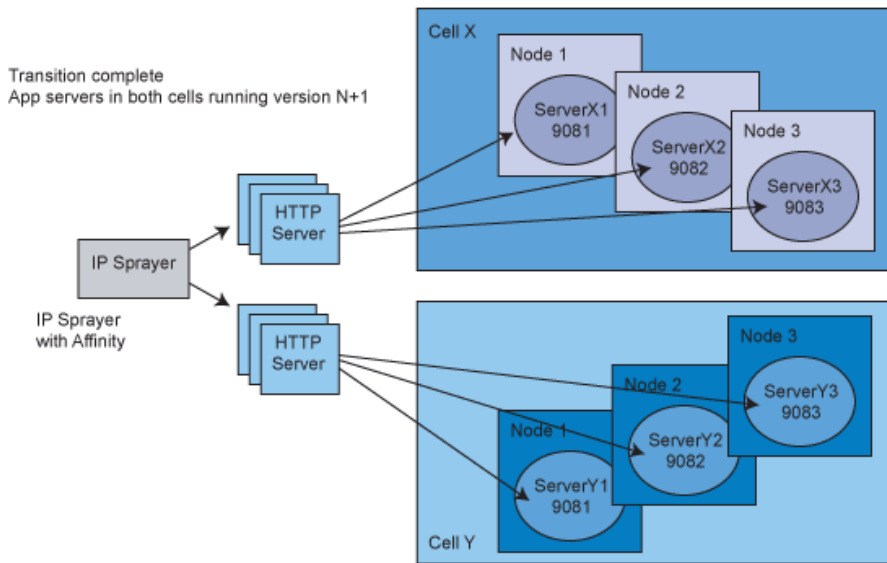 Transition complete
App servers in both cells running version N+1
IP Sprayer
IP Sprayer
with Affinity
HTTP
Server
HTTP
Server
Cell X
Node 1
ServerX1
9081
Node 2
ServerX2
9082
Node 3
ServerX3
9083
Node 3
ServerY3
9083
Node 2
ServerY2
9082
Node 1
ServerY1
9081
Cell Y